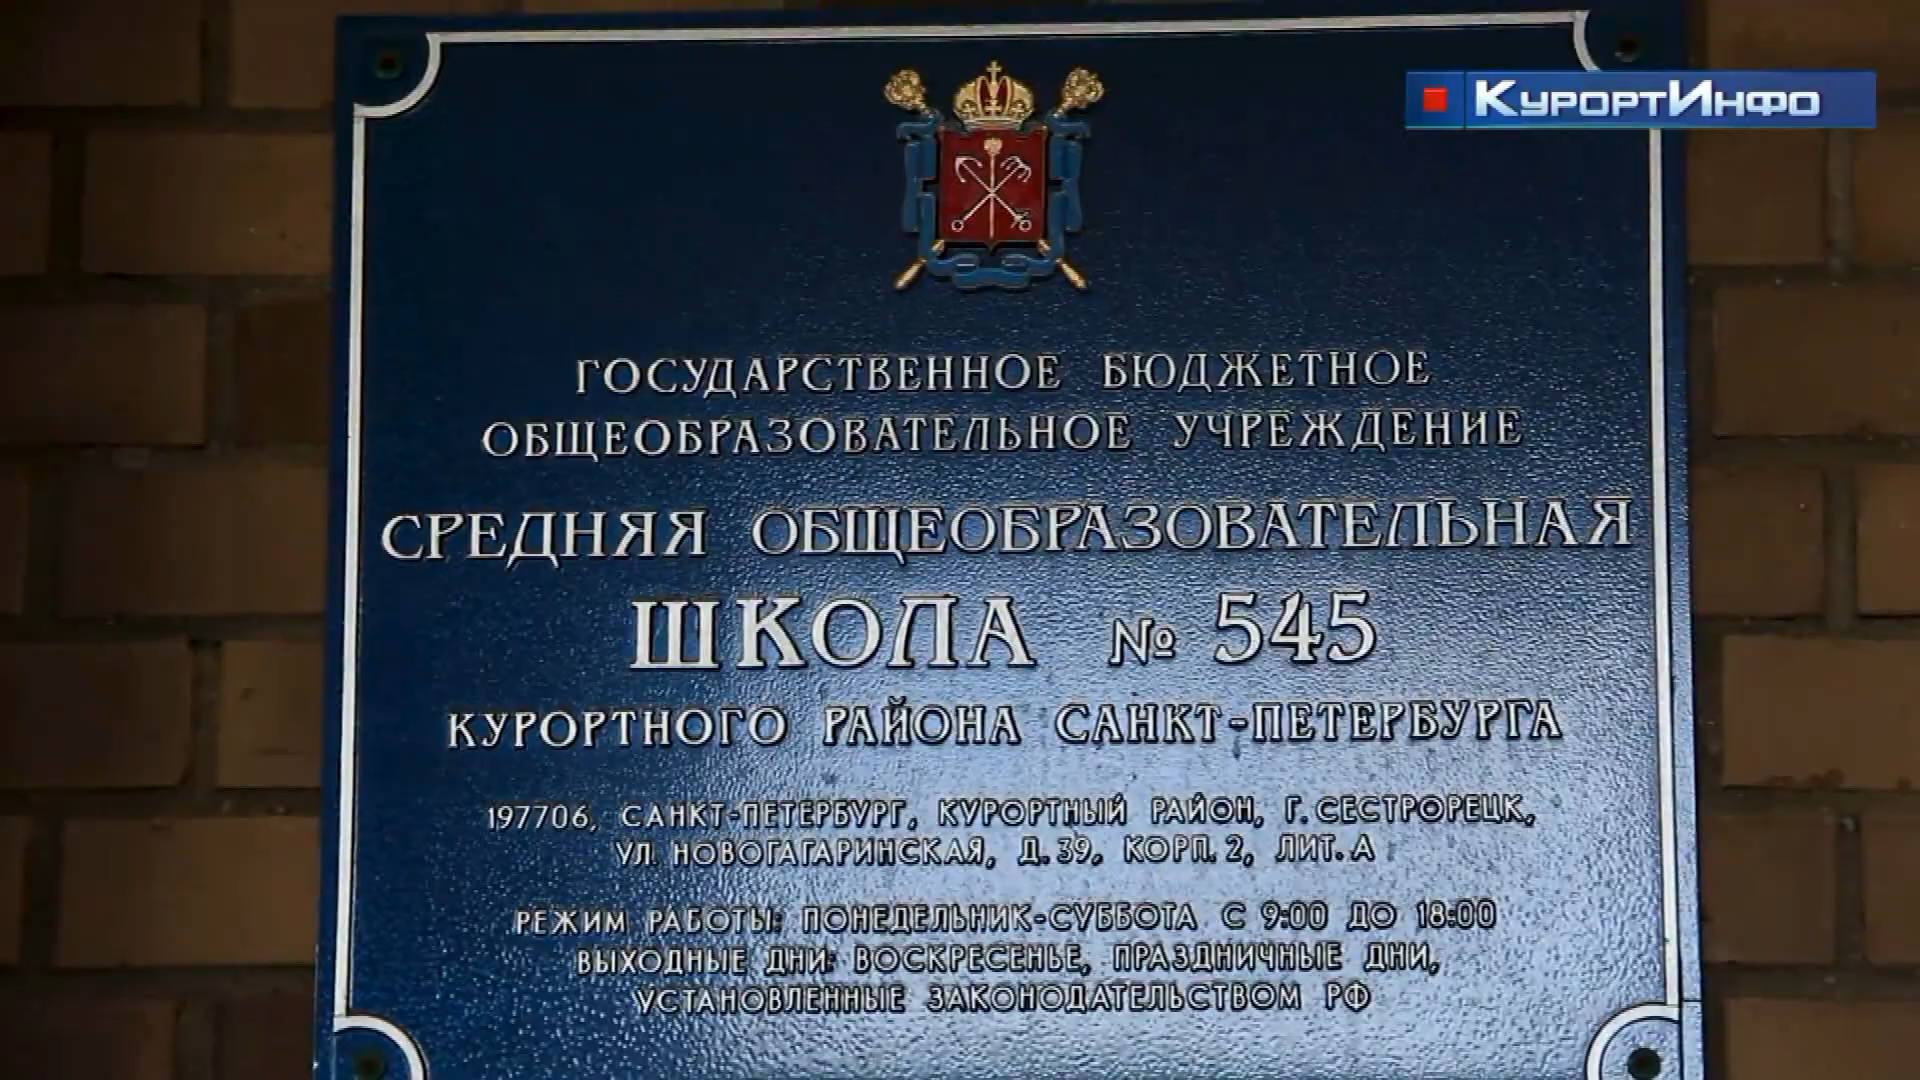 КурортИнфо
ГОСУДАРСТВЕННОЕ БЮДЖЕТНОЕ
ОБЩЕОБРАЗОВАТЕЛЬНОЕ УЧРЕЖДЕНИЕ
СРЕДНЯЯ ОБЩЕОБРАЗОВАТЕЛЬНАЯ
ШКОЛА № 545
КУРОРТНОГО РАЙОНА САНКТ-ПЕТЕРБУРГА
197706, САНКТ-ПЕТЕРБУРГ, КУРОРТНЫЙ РАЙОН, Г. СЕСТРОРЕЦК,
УЛ. НОВОГАГАРИНСКАЯ, Д. 39, КОРП. 2, ЛИТ. А
РЕЖИМ РАБОТЫ: ПОНЕДЕЛЬНИК-СУББОТА С 9:00 ДО 18:00
ВЫХОДНЫЕ ДНИ: ВОСКРЕСЕНЬЕ, ПРАЗДНИЧНЫЕ ДНИ,
УСТАНОВЛЕННЫЕ ЗАКОНОДАТЕЛЬСТВОМ РФ